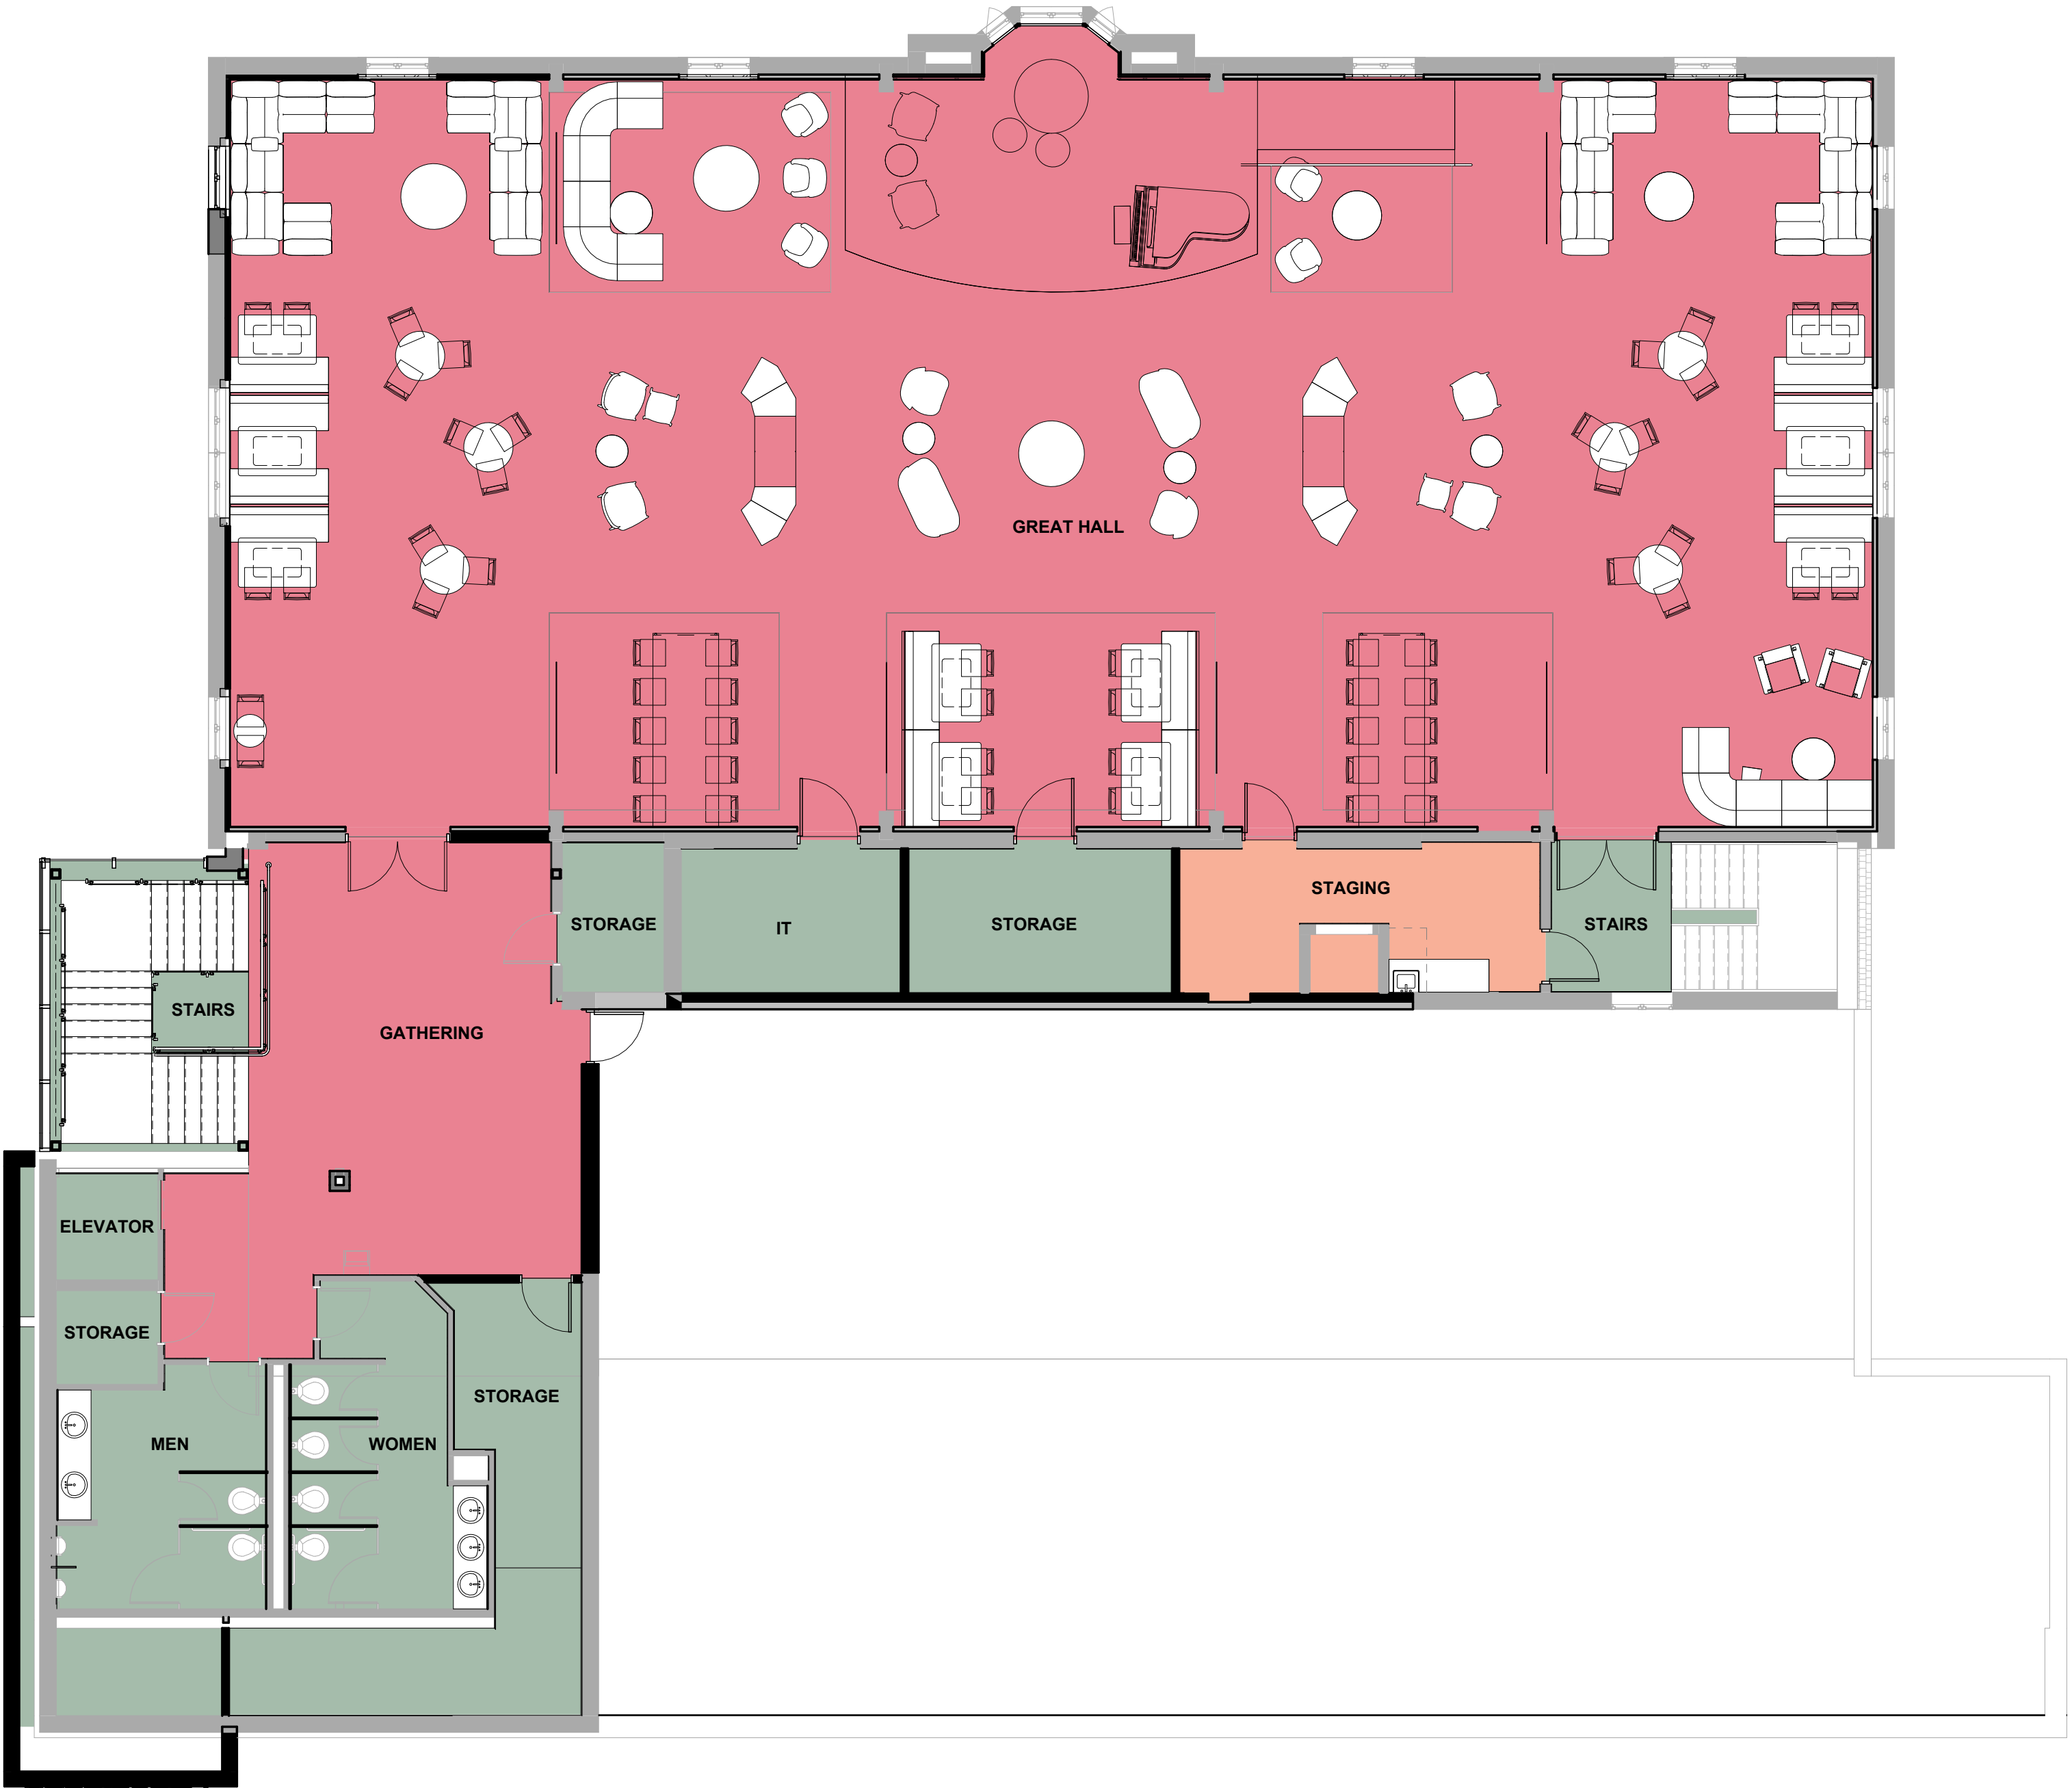 GREAT HALL
STAGING
STORAGE
IT
STORAGE
STAIRS
STAIRS
GATHERING
ELEVATOR
STORAGE
STORAGE
MEN
WOMEN